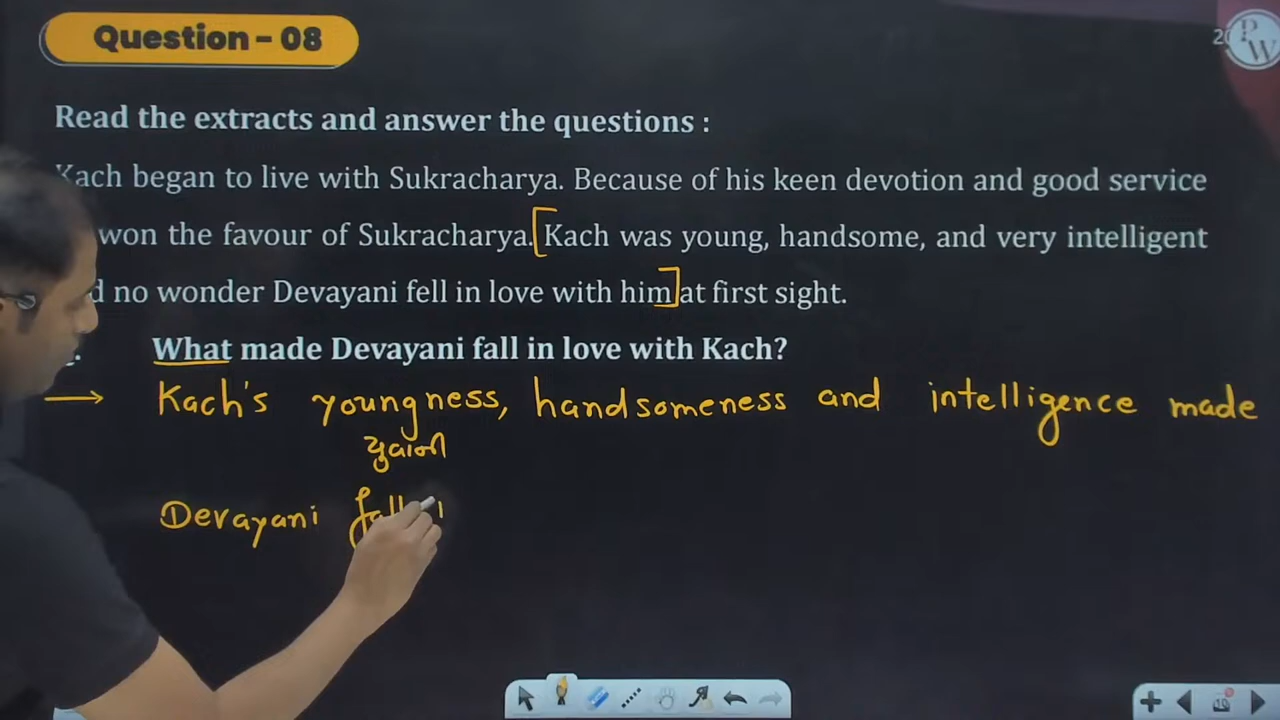 Question – 08
Read the extracts and answer the questions :
Kach began to live with Sukracharya. Because of his keen devotion and good service
won the favour of Sukracharya. Kach was young, handsome, and very intelligent
no wonder Devayani fell in love with him at first sight.
What made Devayani fall in love with Kach?
→ Kach's youngness, handsomeness and intelligence made
યુવાની
Devayani fall
PW